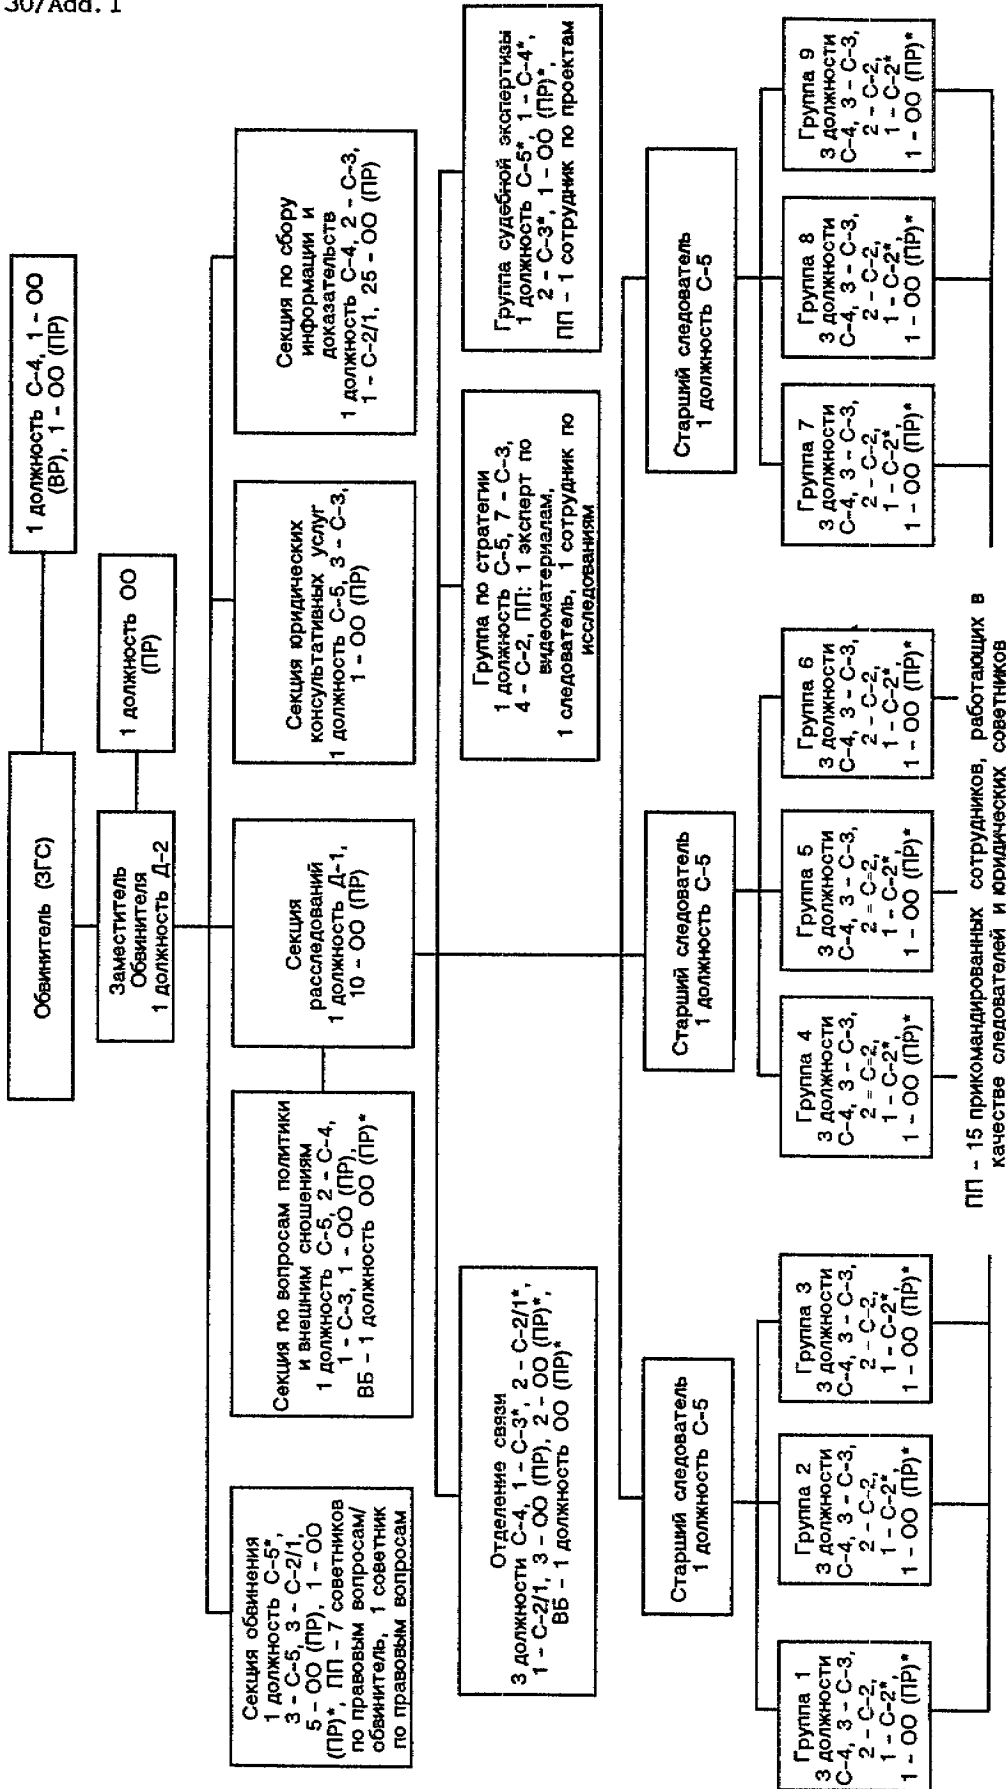 30/Add.1
Обвинитель (ЗГС)
1 должность С-4, 1 - ОО
(ВР), 1 - ОО (ПР)
Заместитель
Обвинителя
1 должность Д-2
1 должность ОО
(ПР)
Секция обвинения
1 должность С-5*,
3 - С-5, 3 - С-2/1,
5 - ОО (ПР), 1 - ОО
(ПР)*, ПП - 7 советников
по правовым вопросам/
обвинитель, 1 советник
по правовым вопросам
Секция по вопросам политики
и внешним сношениям
1 должность С-5, 2 - С-4,
1 - С-3, 1 - ОО (ПР),
ВБ - 1 должность ОО (ПР)*
Секция
расследований
1 должность Д-1,
10 - ОО (ПР)
Секция юридических
консультативных услуг
1 должность С-5, 3 - С-3,
1 - ОО (ПР)
Секция по сбору
информации и
доказательств
1 должность С-4, 2 - С-3,
1 - С-2/1, 25 - ОО (ПР)
Отделение связи
3 должности С-4, 1 - С-3*, 2 - С-2/1*,
1 - С-2/1, 3 - ОО (ПР), 2 - ОО (ПР)*,
ВБ - 1 должность ОО (ПР)*
Группа по стратегии
1 должность С-5, 7 - С-3,
4 - С-2, ПП: 1 эксперт по
видеоматериалам,
1 следователь, 1 сотрудник по
исследованиям
Группа судебной экспертизы
1 должность С-5*, 1 - С-4*,
2 - С-3*, 1 - ОО (ПР)*,
ПП - 1 сотрудник по проектам
Старший следователь
1 должность С-5
Старший следователь
1 должность С-5
Старший следователь
1 должность С-5
Группа 1
3 должности
С-4, 3 - С-3,
2 - С-2,
1 - С-2*,
1 - ОО (ПР)*
Группа 2
3 должности
С-4, 3 - С-3,
2 - С-2,
1 - С-2*,
1 - ОО (ПР)*
Группа 3
3 должности
С-4, 3 - С-3,
2 - С-2,
1 - С-2*,
1 - ОО (ПР)*
Группа 4
3 должности
С-4, 3 - С-3,
2 = С=2,
1 - С-2*,
1 - ОО (ПР)*
Группа 5
3 должности
С-4, 3 - С-3,
2 = С=2,
1 - С-2*,
1 - ОО (ПР)*
Группа 6
3 должности
С-4, 3 - С-3,
2 - С-2,
1 - С-2*,
1 - ОО (ПР)*
Группа 7
3 должности
С-4, 3 - С-3,
2 - С-2,
1 - С-2*,
1 - ОО (ПР)*
Группа 8
3 должности
С-4, 3 - С-3,
2 - С-2,
1 - С-2*,
1 - ОО (ПР)*
Группа 9
3 должности
С-4, 3 - С-3,
2 - С-2,
1 - С-2*
1 - ОО (ПР)*
ПП - 15 прикомандированных сотрудников, работающих в
качестве следователей и юридических советников